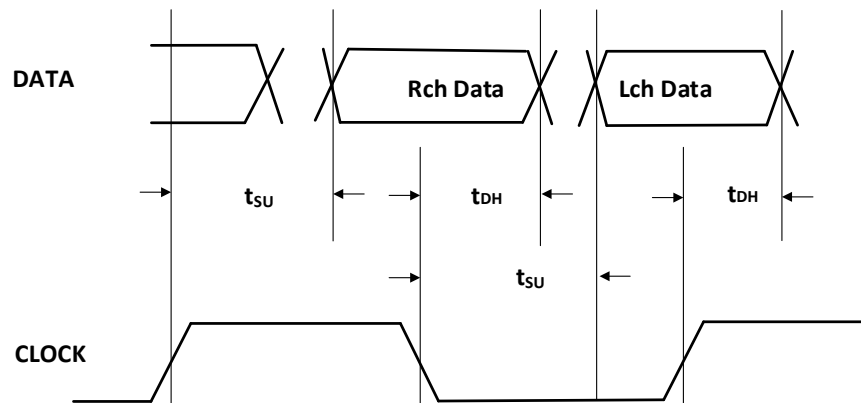 DATA
Rch Data
Lch Data
tSU
tDH
tDH
tSU
CLOCK